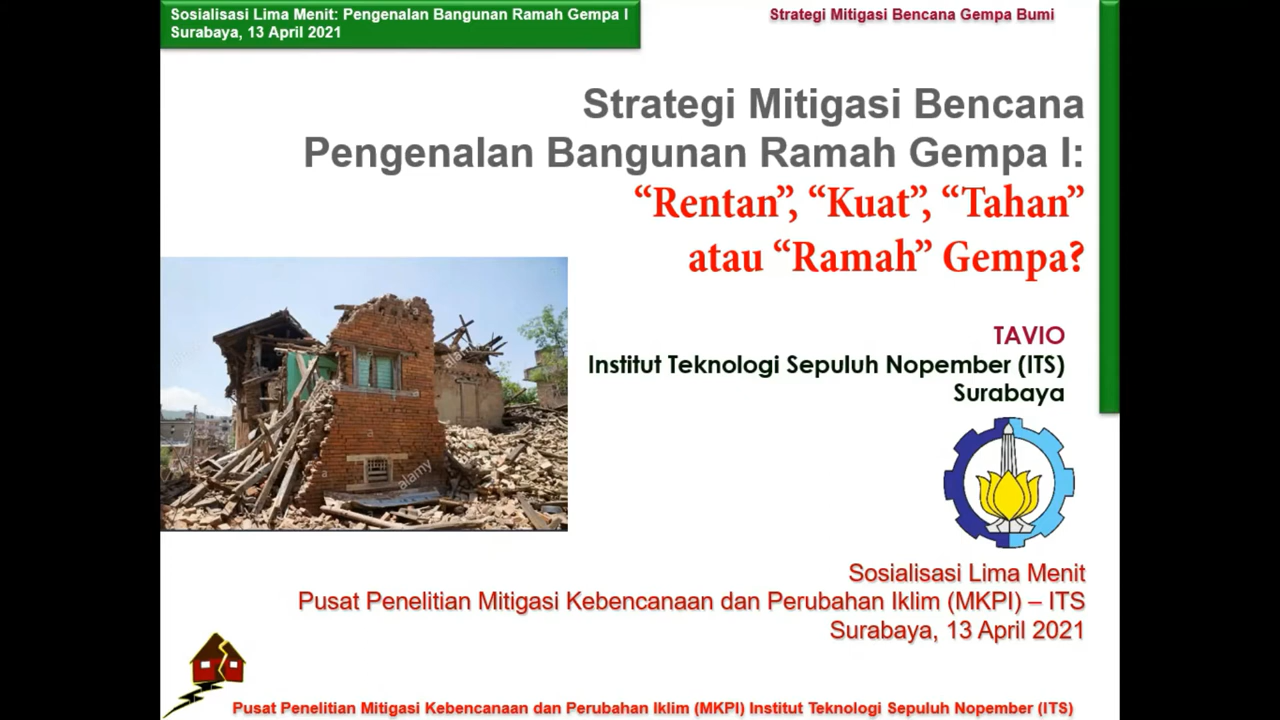 Sosialisasi Lima Menit: Pengenalan Bangunan Ramah Gempa I
Surabaya, 13 April 2021
Strategi Mitigasi Bencana Gempa Bumi
Strategi Mitigasi Bencana
Pengenalan Bangunan Ramah Gempa I:
“Rentan”, “Kuat”, “Tahan”
atau “Ramah” Gempa?
TAVIO
Institut Teknologi Sepuluh Nopember (ITS)
Surabaya
alamy
alamy
Sosialisasi Lima Menit
Pusat Penelitian Mitigasi Kebencanaan dan Perubahan Iklim (MKPI) – ITS
Surabaya, 13 April 2021
Pusat Penelitian Mitigasi Kebencanaan dan Perubahan Iklim (MKPI) Institut Teknologi Sepuluh Nopember (ITS)